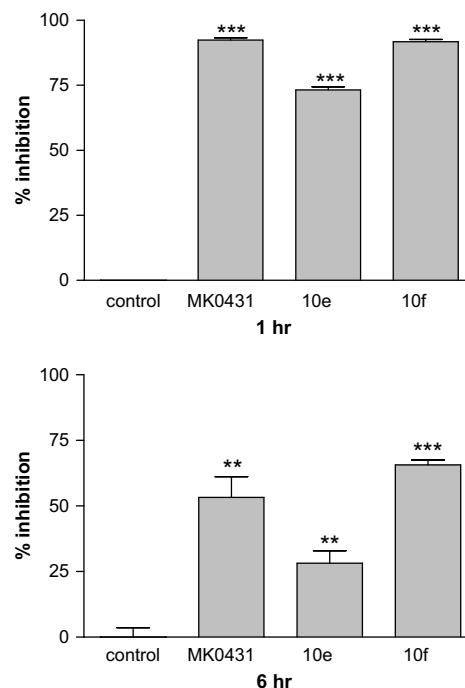 100
***
***
***
75
50
25
0
% inhibition
control MK0431 10e 10f
1 hr
100
75
***
**
50
**
25
0
% inhibition
control MK0431 10e 10f
6 hr